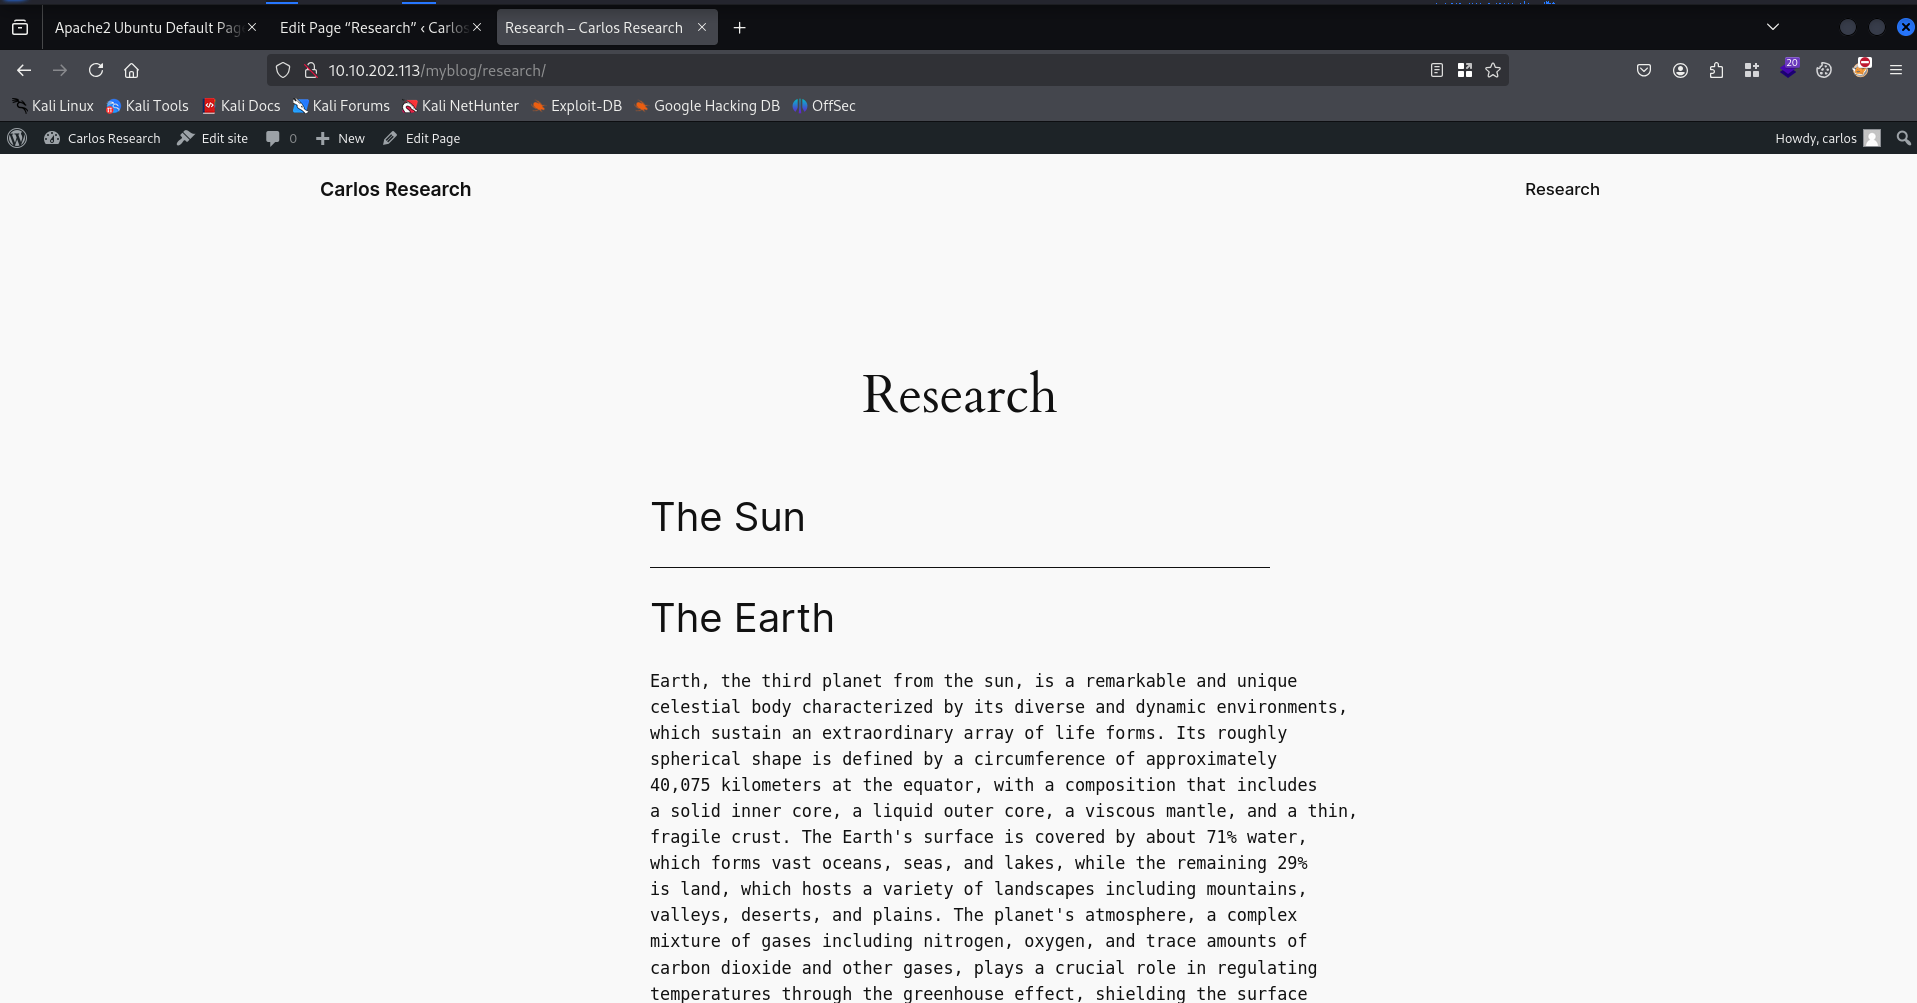 Apache2 Ubuntu Default Pag
Edit Page “Research” ‹ Carlos
Research – Carlos Research
10.10.202.113/myblog/research/
20
Kali Linux Kali Tools Kali Docs Kali Forums Kali NetHunter Exploit-DB Google Hacking DB OffSec
Carlos Research Edit site 0 New Edit Page Howdy, carlos
Carlos Research Research
Research
The Sun
The Earth
Earth, the third planet from the sun, is a remarkable and unique
celestial body characterized by its diverse and dynamic environments,
which sustain an extraordinary array of life forms. Its roughly
spherical shape is defined by a circumference of approximately
40,075 kilometers at the equator, with a composition that includes
a solid inner core, a liquid outer core, a viscous mantle, and a thin,
fragile crust. The Earth's surface is covered by about 71% water,
which forms vast oceans, seas, and lakes, while the remaining 29%
is land, which hosts a variety of landscapes including mountains,
valleys, deserts, and plains. The planet's atmosphere, a complex
mixture of gases including nitrogen, oxygen, and trace amounts of
carbon dioxide and other gases, plays a crucial role in regulating
temperatures through the greenhouse effect, shielding the surface